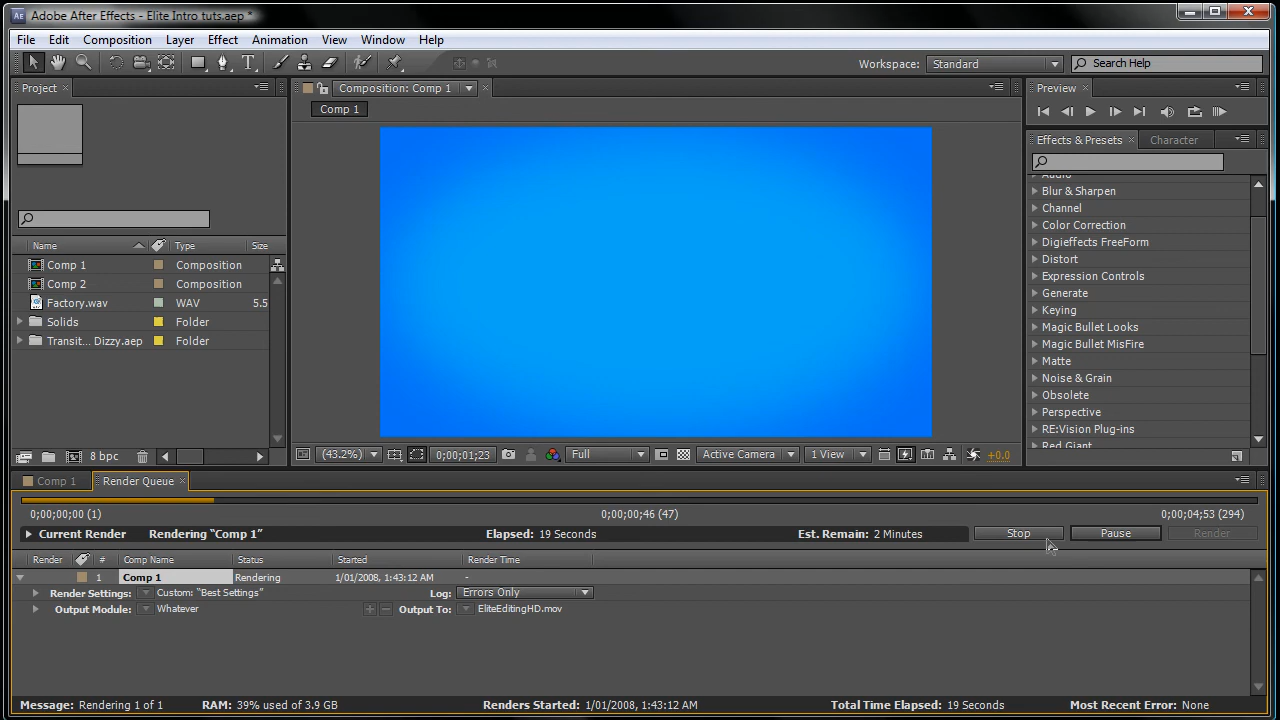 Adobe After Effects - Elite Intro tuts.aep *
File Edit Composition Layer Effect Animation View Window Help
Workspace: Standard Search Help
Project Composition: Comp 1 Preview
Comp 1
Effects & Presets Character
Audio
Blur & Sharpen
Channel
Color Correction
Digieffects FreeForm
Distort
Expression Controls
Generate
Keying
Magic Bullet Looks
Magic Bullet MisFire
Matte
Noise & Grain
Obsolete
Perspective
RE:Vision Plug-ins
Red Giant
Name Type Size
Comp 1 Composition
Comp 2 Composition
Factory.wav WAV 5.5
Solids Folder
Transit... Dizzy.aep Folder
8 bpc
(43.2%) 0;00;01;23 Full Active Camera 1 View +0.0
Comp 1 Render Queue
0;00;00;00 (1) 0;00;00;46 (47) 0;00;04;53 (294)
Current Render Rendering “Comp 1” Elapsed: 19 Seconds Est. Remain: 2 Minutes Stop Pause Render
Render # Comp Name Status Started Render Time
1 Comp 1 Rendering 1/01/2008, 1:43:12 AM -
Render Settings: Custom: “Best Settings” Log: Errors Only
Output Module: Whatever Output To: EliteEditingHD.mov
Message: Rendering 1 of 1 RAM: 39% used of 3.9 GB Renders Started: 1/01/2008, 1:43:12 AM Total Time Elapsed: 19 Seconds Most Recent Error: None